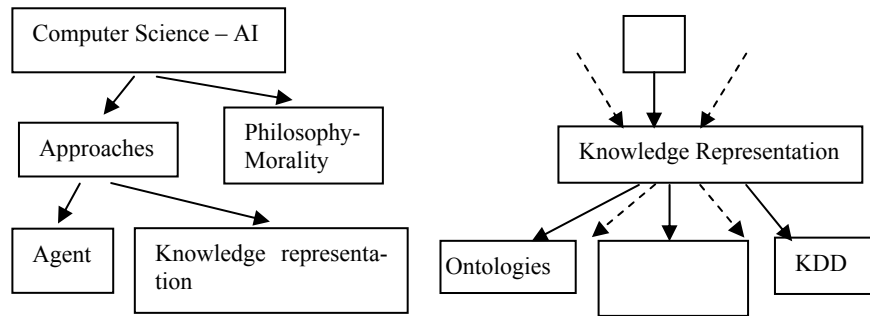 Computer Science – AI
Approaches
Philosophy-
Morality
Agent
Knowledge representa-
tion
Knowledge Representation
Ontologies
KDD